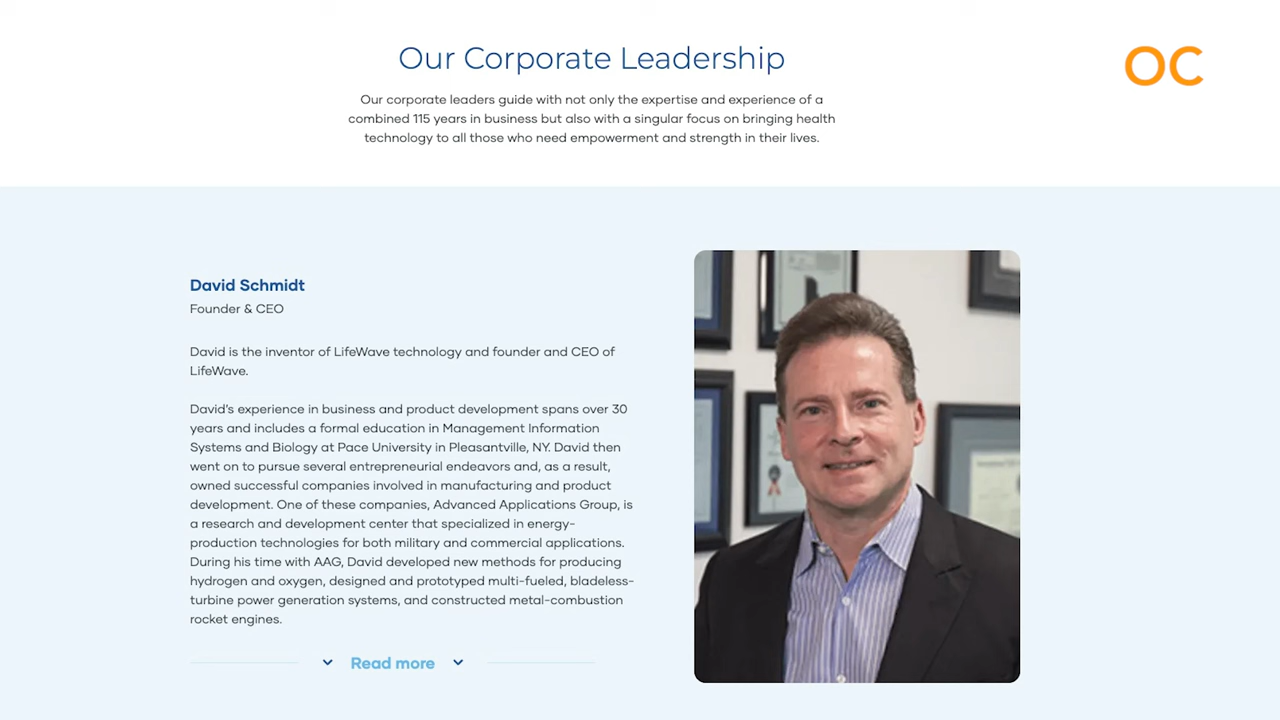 Our Corporate Leadership
OC
Our corporate leaders guide with not only the expertise and experience of a
combined 115 years in business but also with a singular focus on bringing health
technology to all those who need empowerment and strength in their lives.
David Schmidt
Founder & CEO
David is the inventor of LifeWave technology and founder and CEO of
LifeWave.
David's experience in business and product development spans over 30
years and includes a formal education in Management Information
Systems and Biology at Pace University in Pleasantville, NY. David then
went on to pursue several entrepreneurial endeavors and, as a result,
owned successful companies involved in manufacturing and product
development. One of these companies, Advanced Applications Group, is
a research and development center that specialized in energy-
production technologies for both military and commercial applications.
During his time with AAG, David developed new methods for producing
hydrogen and oxygen, designed and prototyped multi-fueled, bladeless-
turbine power generation systems, and constructed metal-combustion
rocket engines.
Read more